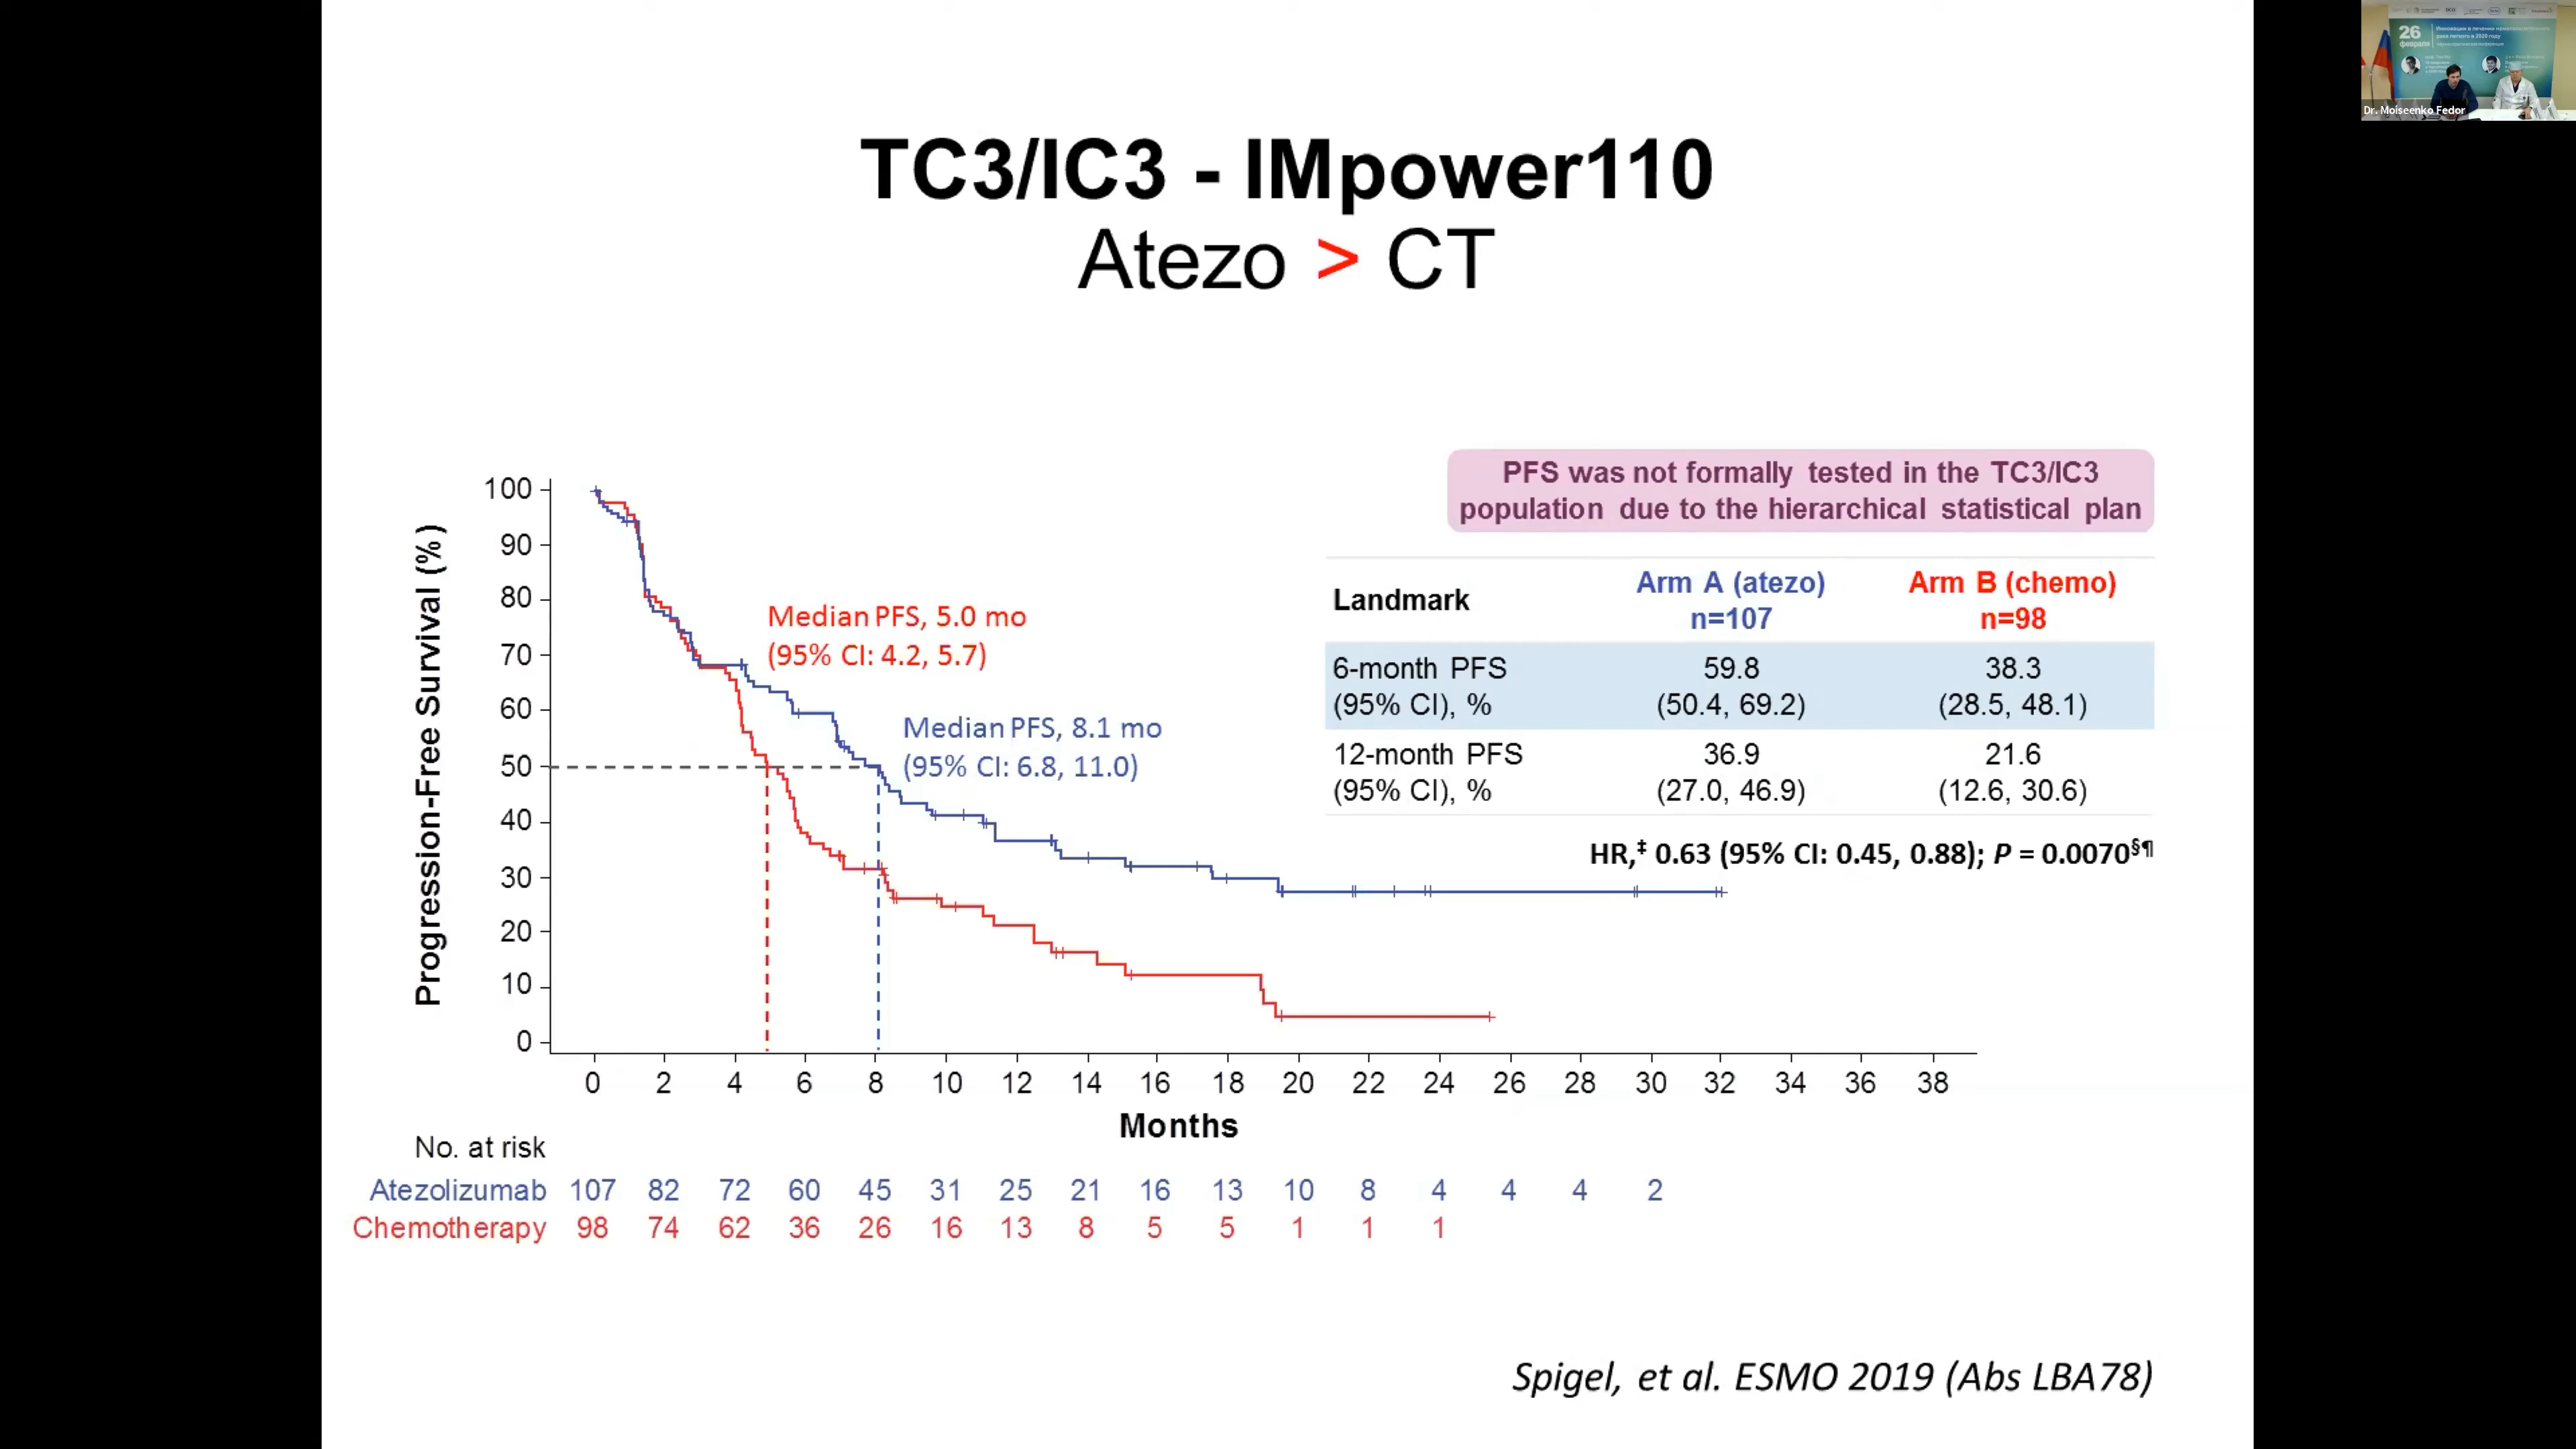 26
февраля
Dr. Moiseenko Fedor
TC3/IC3 - IMpower110
Atezo > CT
PFS was not formally tested in the TC3/IC3
population due to the hierarchical statistical plan
Landmark
Arm A (atezo)
n=107
Arm B (chemo)
n=98
6-month PFS
(95% CI), %
59.8
(50.4, 69.2)
38.3
(28.5, 48.1)
12-month PFS
(95% CI), %
36.9
(27.0, 46.9)
21.6
(12.6, 30.6)
HR,‡ 0.63 (95% CI: 0.45, 0.88); P = 0.0070§¶
Median PFS, 5.0 mo
(95% CI: 4.2, 5.7)
Median PFS, 8.1 mo
(95% CI: 6.8, 11.0)
Progression-Free Survival (%)
100
90
80
70
60
50
40
30
20
10
0
0 2 4 6 8 10 12 14 16 18 20 22 24 26 28 30 32 34 36 38
Months
No. at risk
Atezolizumab 107 82 72 60 45 31 25 21 16 13 10 8 4 4 4 2
Chemotherapy 98 74 62 36 26 16 13 8 5 5 1 1 1
Spigel, et al. ESMO 2019 (Abs LBA78)